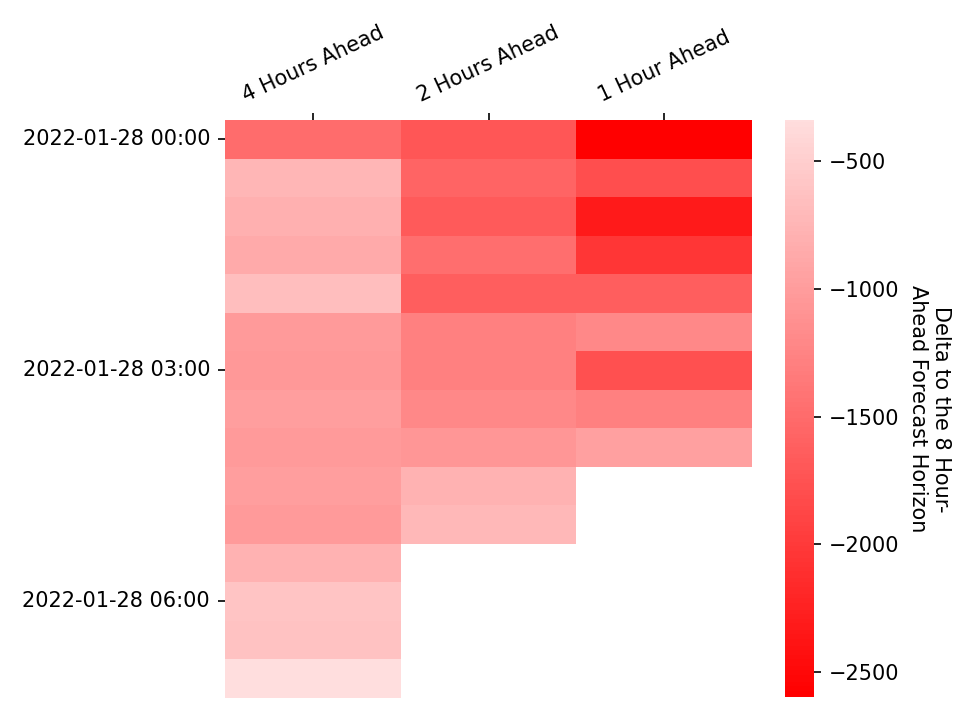 4 Hours Ahead
2 Hours Ahead
1 Hour Ahead
2022-01-28 00:00
2022-01-28 03:00
2022-01-28 06:00
−500
−1000
−1500
−2000
−2500
Delta to the 8 Hour-
Ahead Forecast Horizon